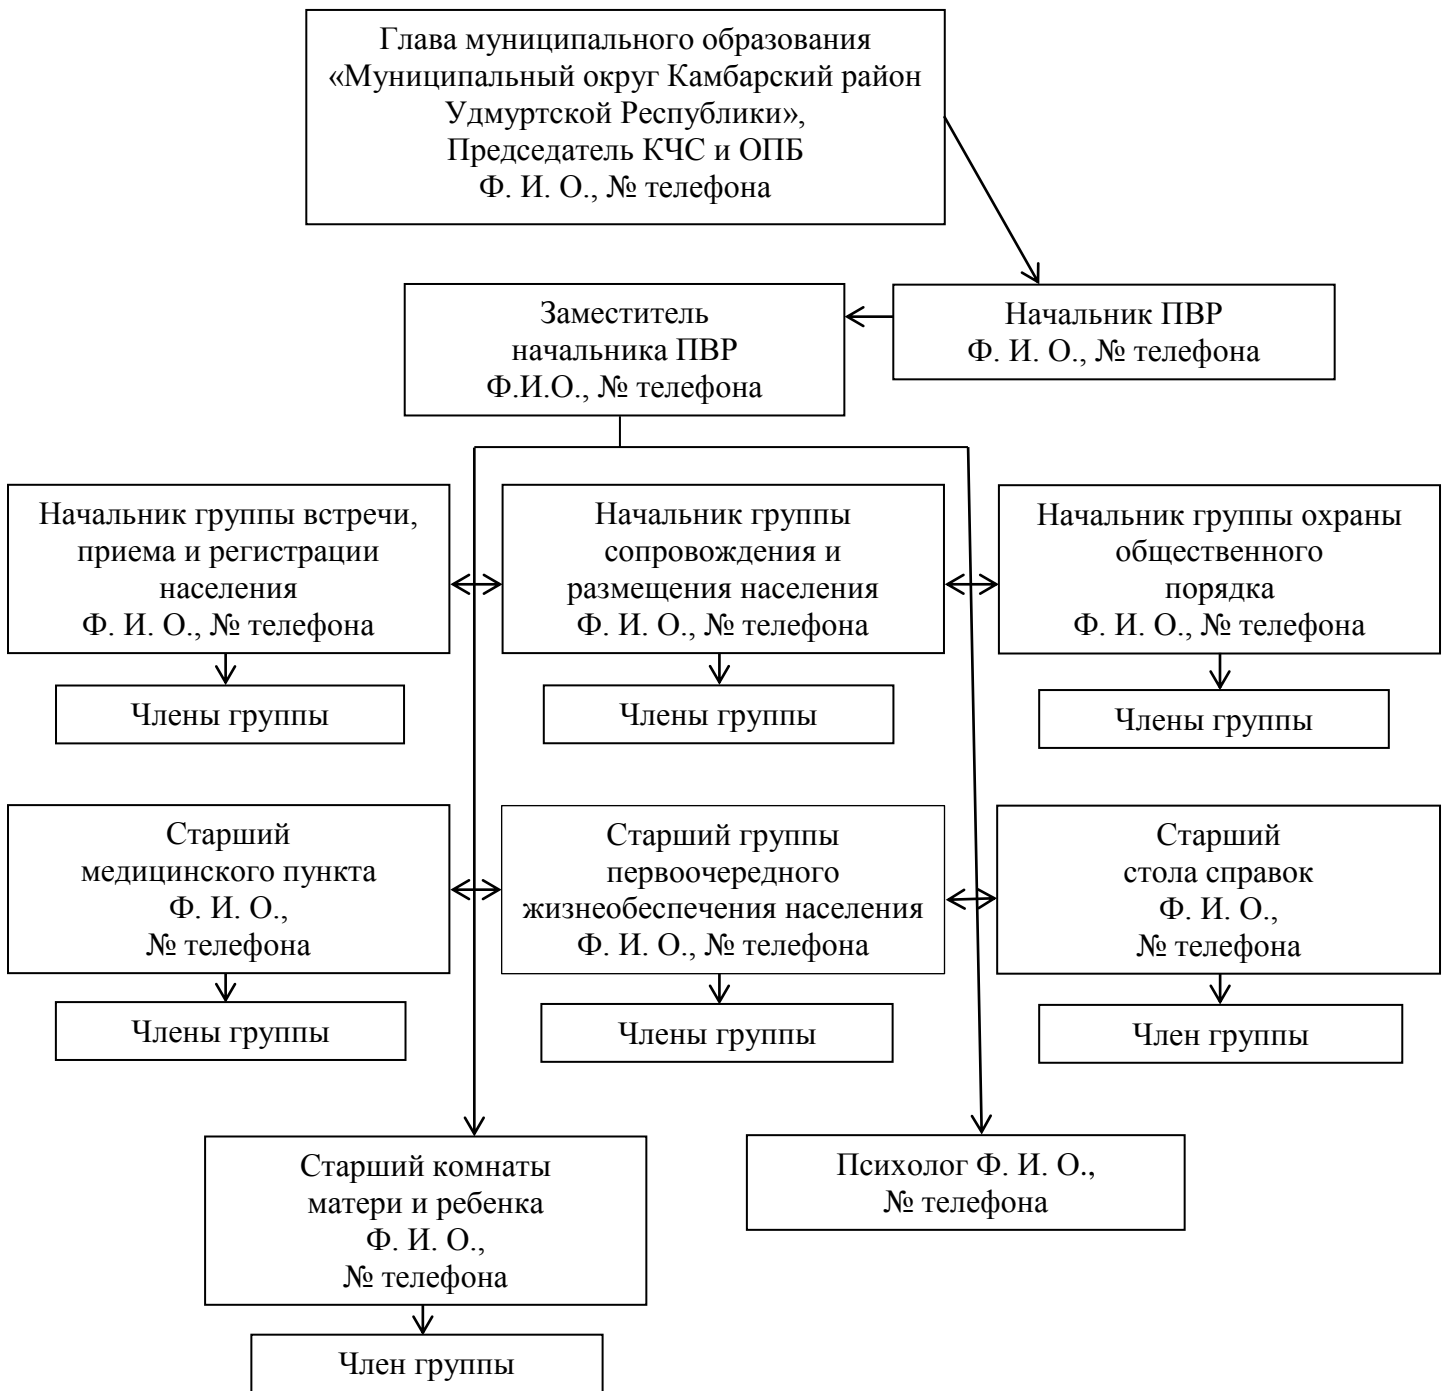 Глава муниципального образования
«Муниципальный округ Камбарский район
Удмуртской Республики»,
Председатель КЧС и ОПБ
Ф. И. О., № телефона
Заместитель
начальника ПВР
Ф.И.О., № телефона
Начальник ПВР
Ф. И. О., № телефона
Начальник группы встречи,
приема и регистрации
населения
Ф. И. О., № телефона
Начальник группы
сопровождения и
размещения населения
Ф. И. О., № телефона
Начальник группы охраны
общественного
порядка
Ф. И. О., № телефона
Члены группы
Члены группы
Члены группы
Старший
медицинского пункта
Ф. И. О.,
№ телефона
Старший группы
первоочередного
жизнеобеспечения населения
Ф. И. О., № телефона
Старший
стола справок
Ф. И. О.,
№ телефона
Члены группы
Члены группы
Член группы
Старший комнаты
матери и ребенка
Ф. И. О.,
№ телефона
Психолог Ф. И. О.,
№ телефона
Член группы